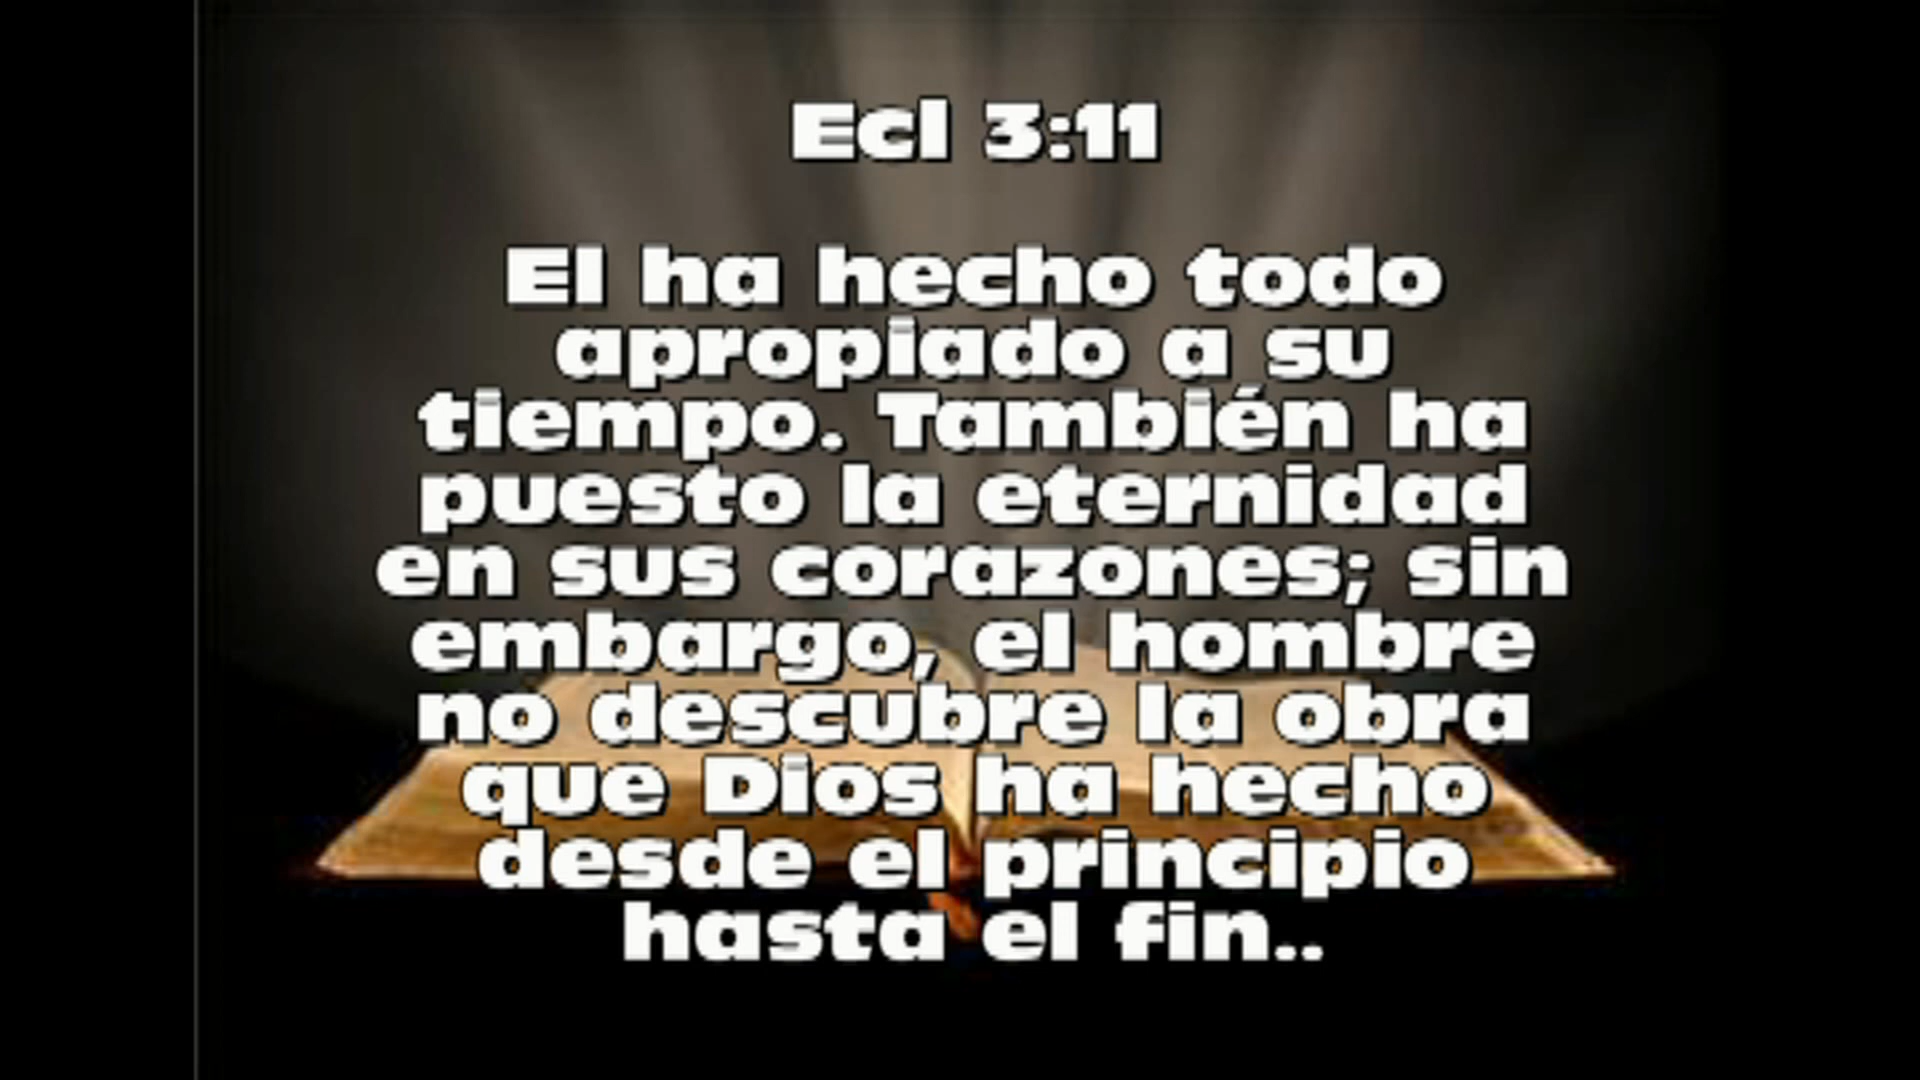 Ecl 3:11
El ha hecho todo
apropiado a su
tiempo. También ha
puesto la eternidad
en sus corazones; sin
embargo, el hombre
no descubre la obra
que Dios ha hecho
desde el principio
hasta el fin..